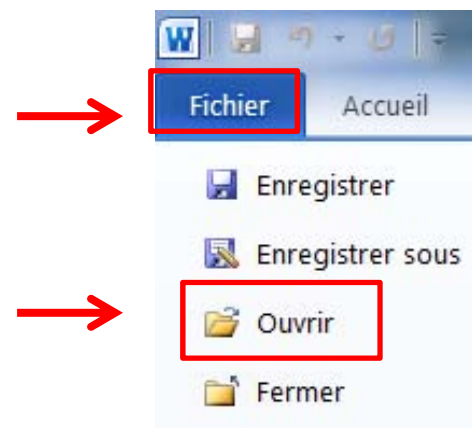 W
Fichier Accueil
Enregistrer
Enregistrer sous
Ouvrir
Fermer